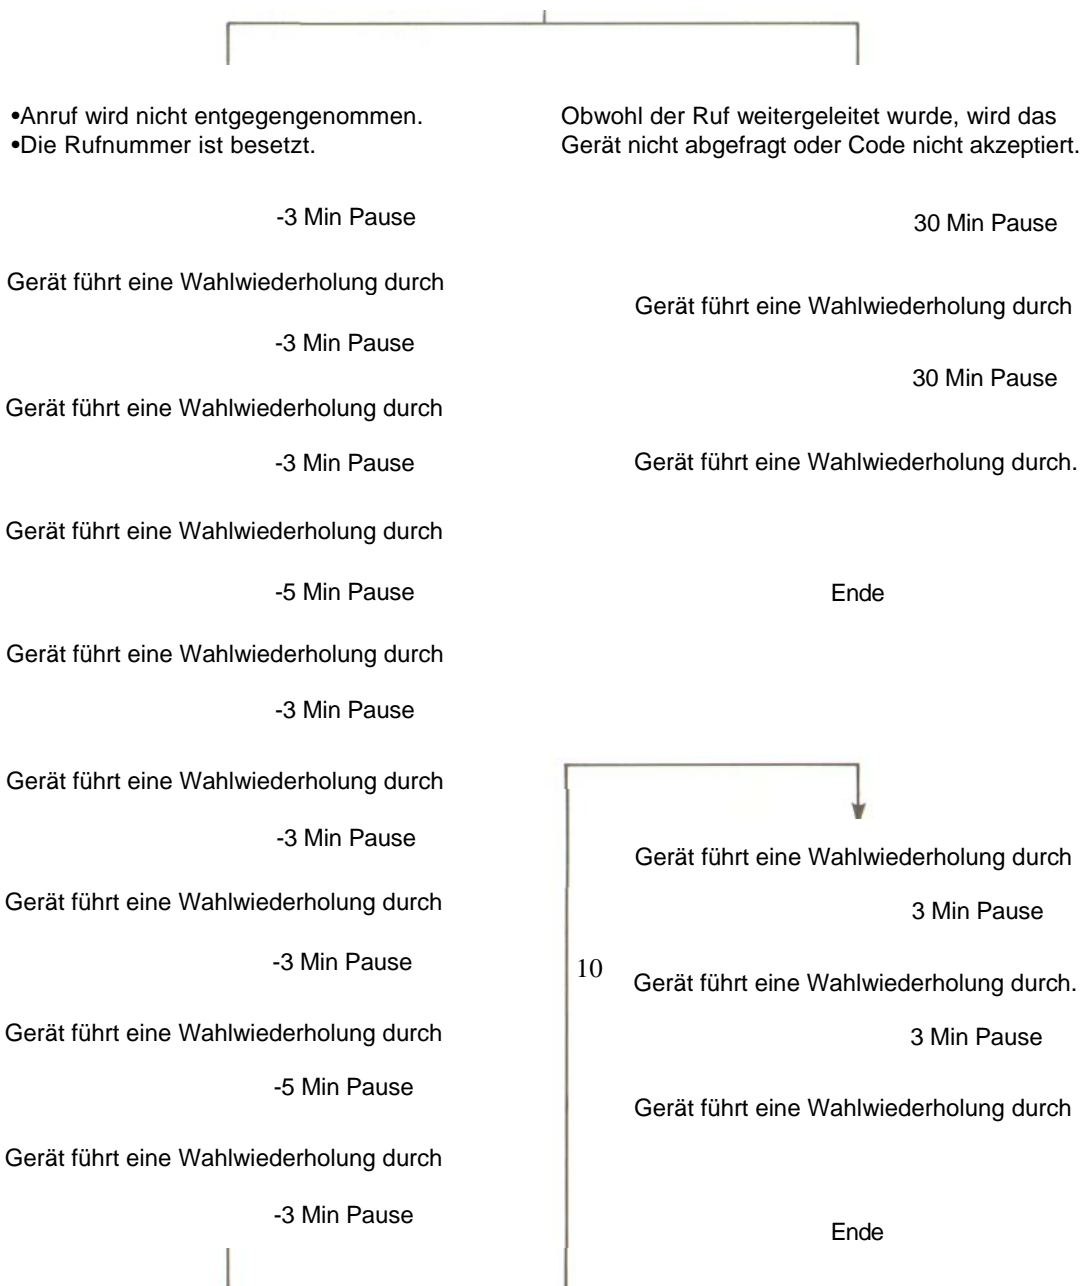 •Anruf wird nicht entgegengenommen.
•Die Rufnummer ist besetzt.
-3 Min Pause
Gerät führt eine Wahlwiederholung durch
-3 Min Pause
Gerät führt eine Wahlwiederholung durch
-3 Min Pause
Gerät führt eine Wahlwiederholung durch
-5 Min Pause
Gerät führt eine Wahlwiederholung durch
-3 Min Pause
Gerät führt eine Wahlwiederholung durch
-3 Min Pause
Gerät führt eine Wahlwiederholung durch
-3 Min Pause
Gerät führt eine Wahlwiederholung durch
-5 Min Pause
Gerät führt eine Wahlwiederholung durch
-3 Min Pause
Obwohl der Ruf weitergeleitet wurde, wird das
Gerät nicht abgefragt oder Code nicht akzeptiert.
30 Min Pause
Gerät führt eine Wahlwiederholung durch
30 Min Pause
Gerät führt eine Wahlwiederholung durch.
Ende
Gerät führt eine Wahlwiederholung durch
3 Min Pause
10
Gerät führt eine Wahlwiederholung durch.
3 Min Pause
Gerät führt eine Wahlwiederholung durch
Ende